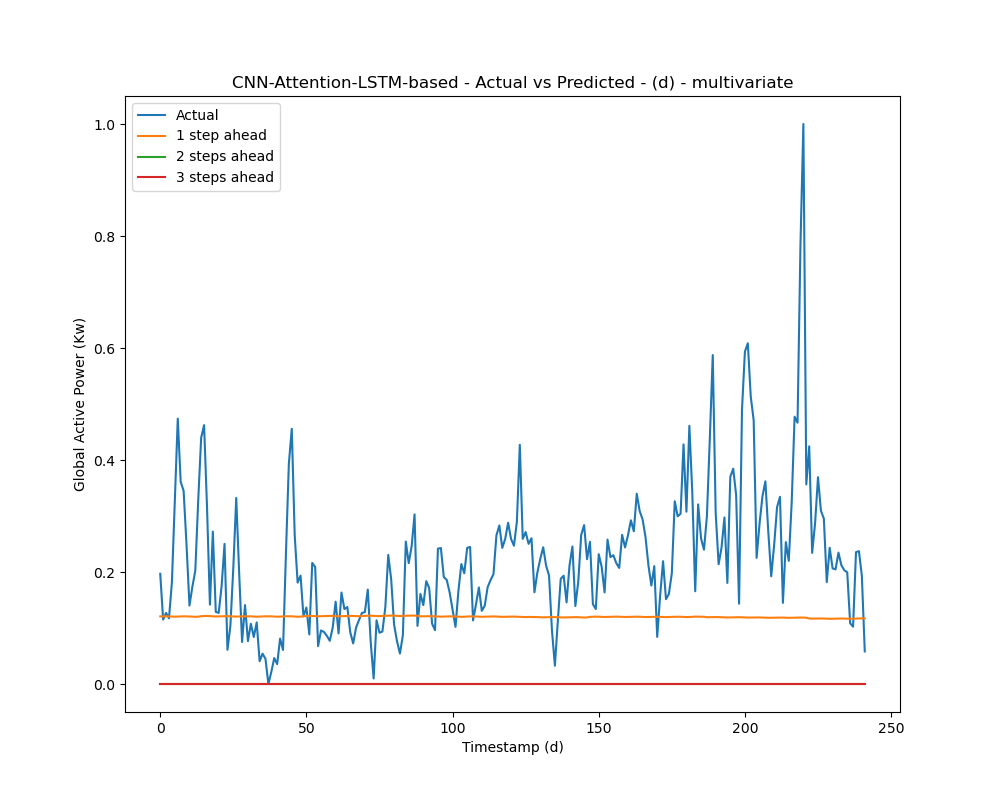 CNN-Attention-LSTM-based - Actual vs Predicted - (d) - multivariate
Actual
1 step ahead
2 steps ahead
3 steps ahead
Global Active Power (Kw)
1.0
0.8
0.6
0.4
0.2
0.0
0 50 100 150 200 250
Timestamp (d)